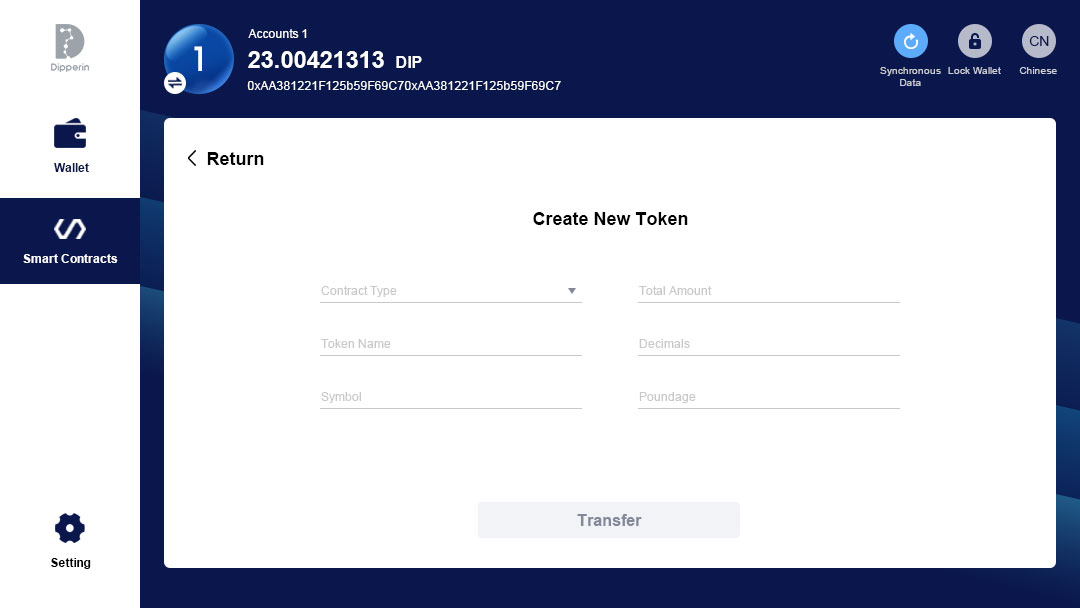 Dipperin
Wallet
Smart Contracts
Setting
1
Accounts 1
23.00421313 DIP
0xAA381221F125b59F69C70xAA381221F125b59F69C7
Synchronous
Data
Lock Wallet
CN
Chinese
Return
Create New Token
Contract Type
Total Amount
Token Name
Decimals
Symbol
Poundage
Transfer